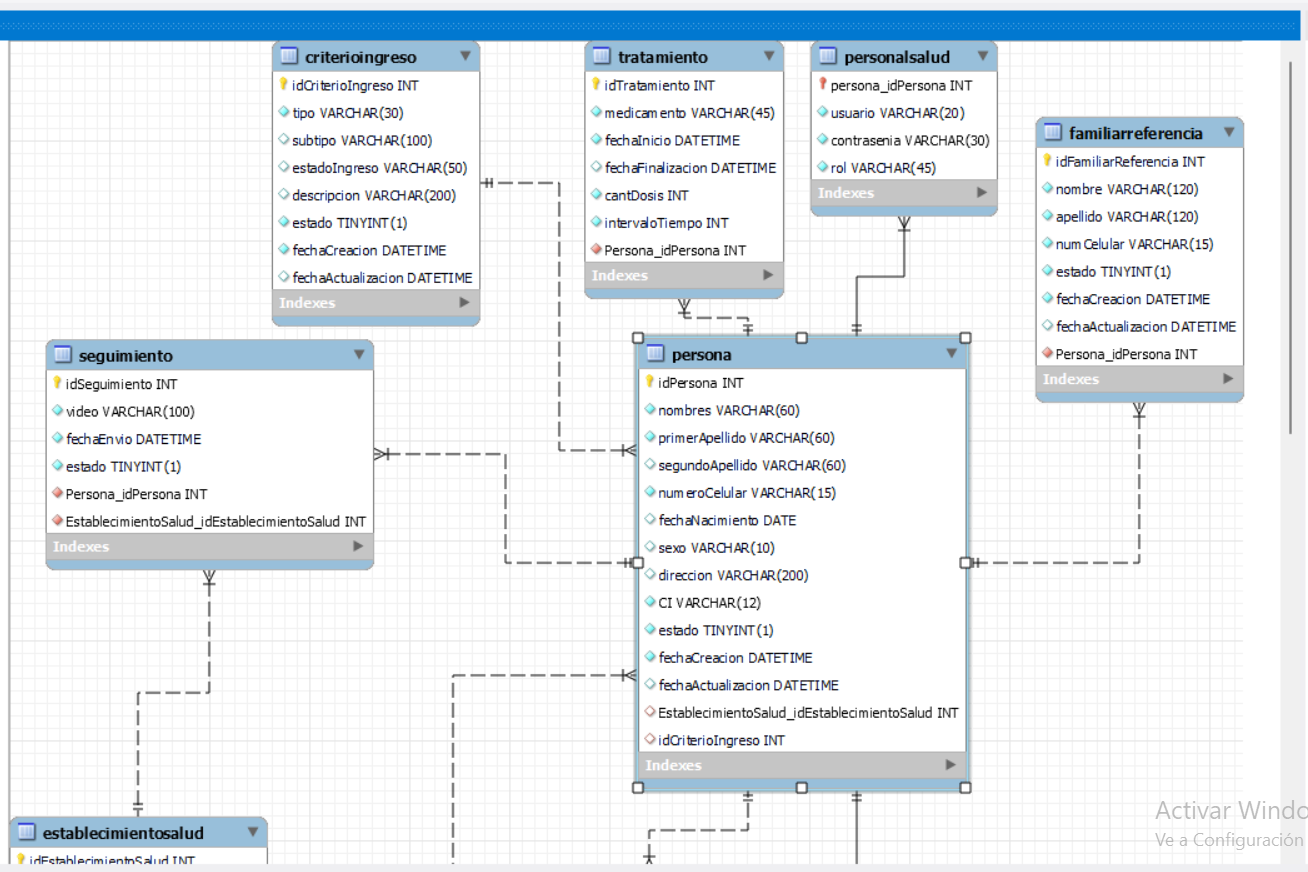 criterioingreso
idCriterioIngreso INT
tipo VARCHAR(30)
subtipo VARCHAR(100)
estadoIngreso VARCHAR(50)
descripcion VARCHAR(200)
estado TINYINT(1)
fechaCreacion DATETIME
fechaActualizacion DATETIME
Indexes
tratamiento
idTratamiento INT
medicamento VARCHAR(45)
fechaInicio DATETIME
fechaFinalizacion DATETIME
cantDosis INT
intervaloTiempo INT
Persona_idPersona INT
Indexes
personalsalud
persona_idPersona INT
usuario VARCHAR(20)
contrasenia VARCHAR(30)
rol VARCHAR(45)
Indexes
familiarreferencia
idFamiliarReferencia INT
nombre VARCHAR(120)
apellido VARCHAR(120)
numCelular VARCHAR(15)
estado TINYINT(1)
fechaCreacion DATETIME
fechaActualizacion DATETIME
Persona_idPersona INT
Indexes
seguimiento
idSeguimiento INT
video VARCHAR(100)
fechaEnvio DATETIME
estado TINYINT(1)
Persona_idPersona INT
EstablecimientoSalud_idEstablecimientoSalud INT
Indexes
persona
idPersona INT
nombres VARCHAR(60)
primerApellido VARCHAR(60)
segundoApellido VARCHAR(60)
numeroCelular VARCHAR(15)
fechaNacimiento DATE
sexo VARCHAR(10)
direccion VARCHAR(200)
CI VARCHAR(12)
estado TINYINT(1)
fechaCreacion DATETIME
fechaActualizacion DATETIME
EstablecimientoSalud_idEstablecimientoSalud INT
idCriterioIngreso INT
Indexes
establecimientosalud
idEstablecimientoSalud INT
Activar Windo
Ve a Configuración